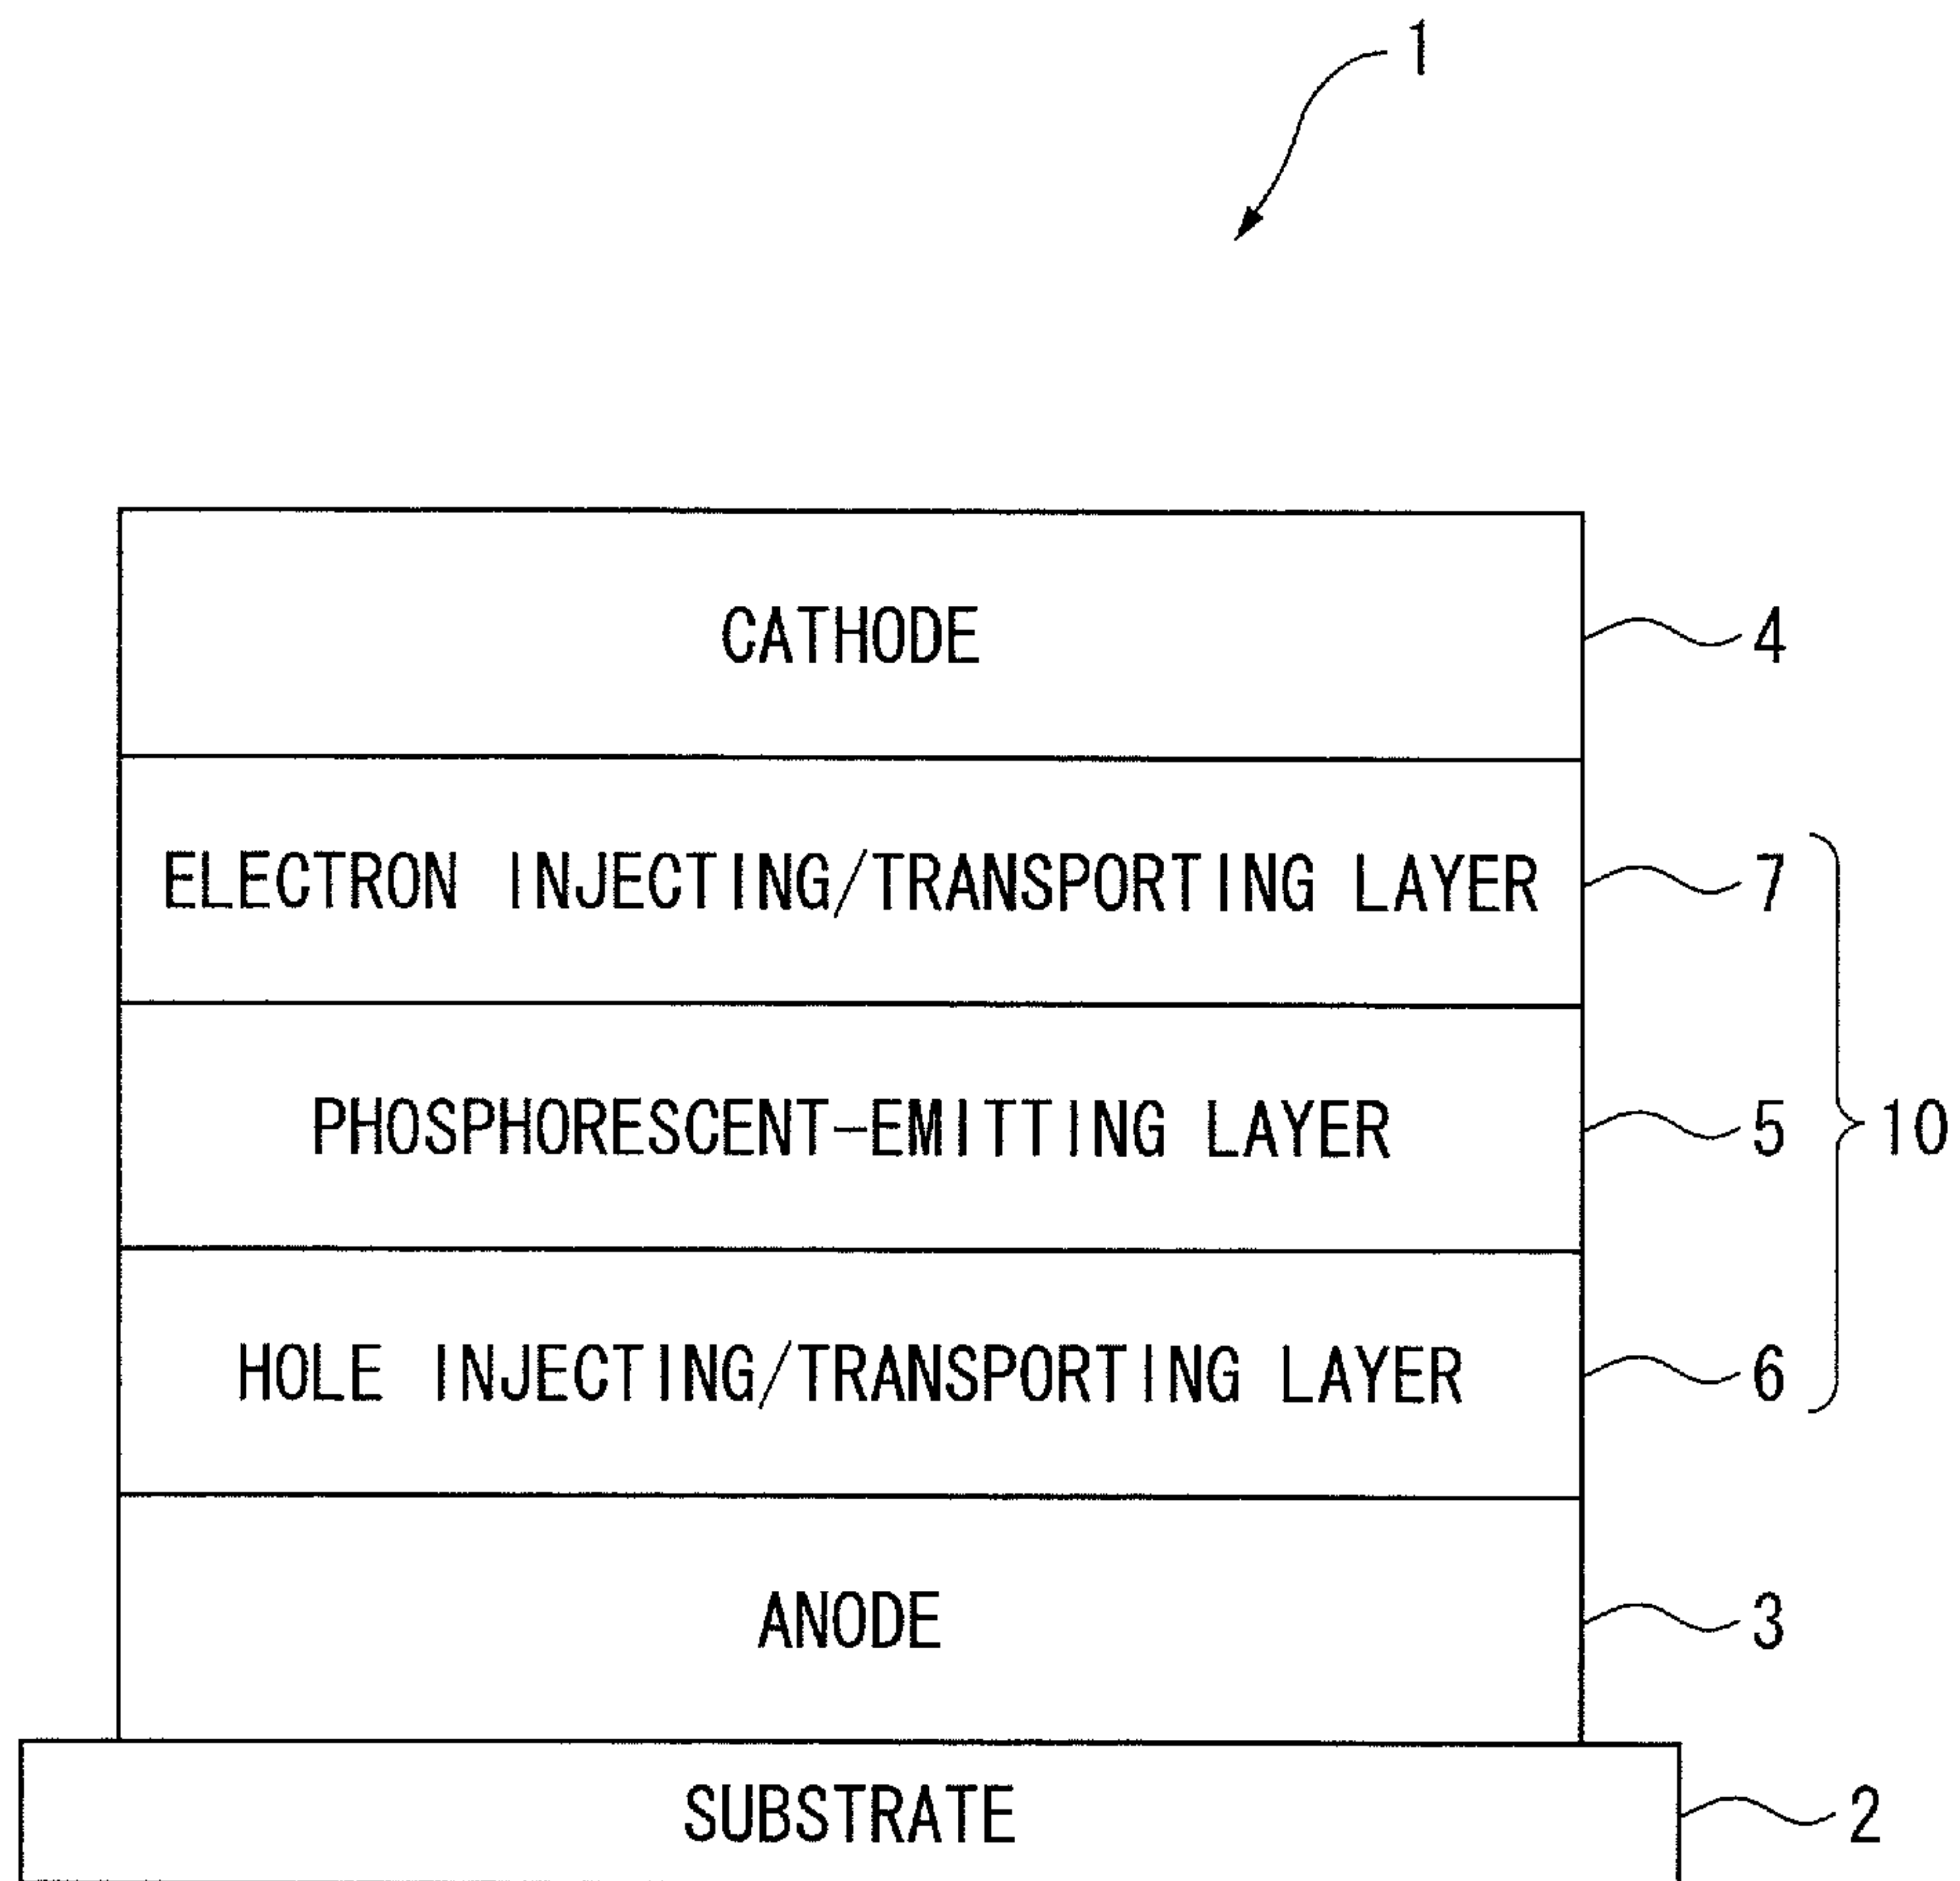 1
CATHODE 4
ELECTRON INJECTING/TRANSPORTING LAYER 7
PHOSPHORESCENT-EMITTING LAYER 5 10
HOLE INJECTING/TRANSPORTING LAYER 6
ANODE 3
SUBSTRATE 2